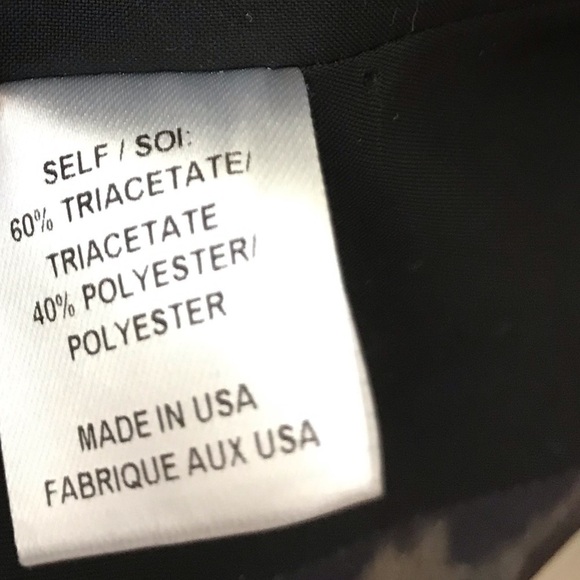 SELF / SOI:
60% TRIACETATE/
TRIACETATE
40% POLYESTER/
POLYESTER
MADE IN USA
FABRIQUE AUX USA